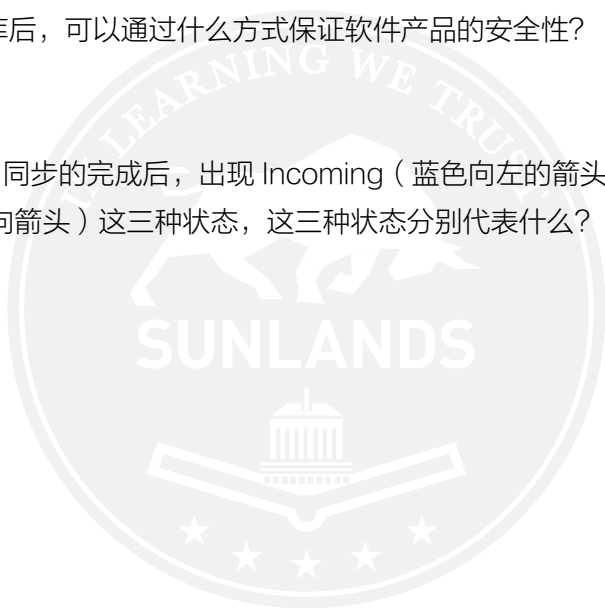 库后，可以通过什么方式保证软件产品的安全性？
IN LEARNING WE TRUST
同步的完成后，出现 Incoming（蓝色向左的箭头
向箭头）这三种状态，这三种状态分别代表什么？
SUNLANDS